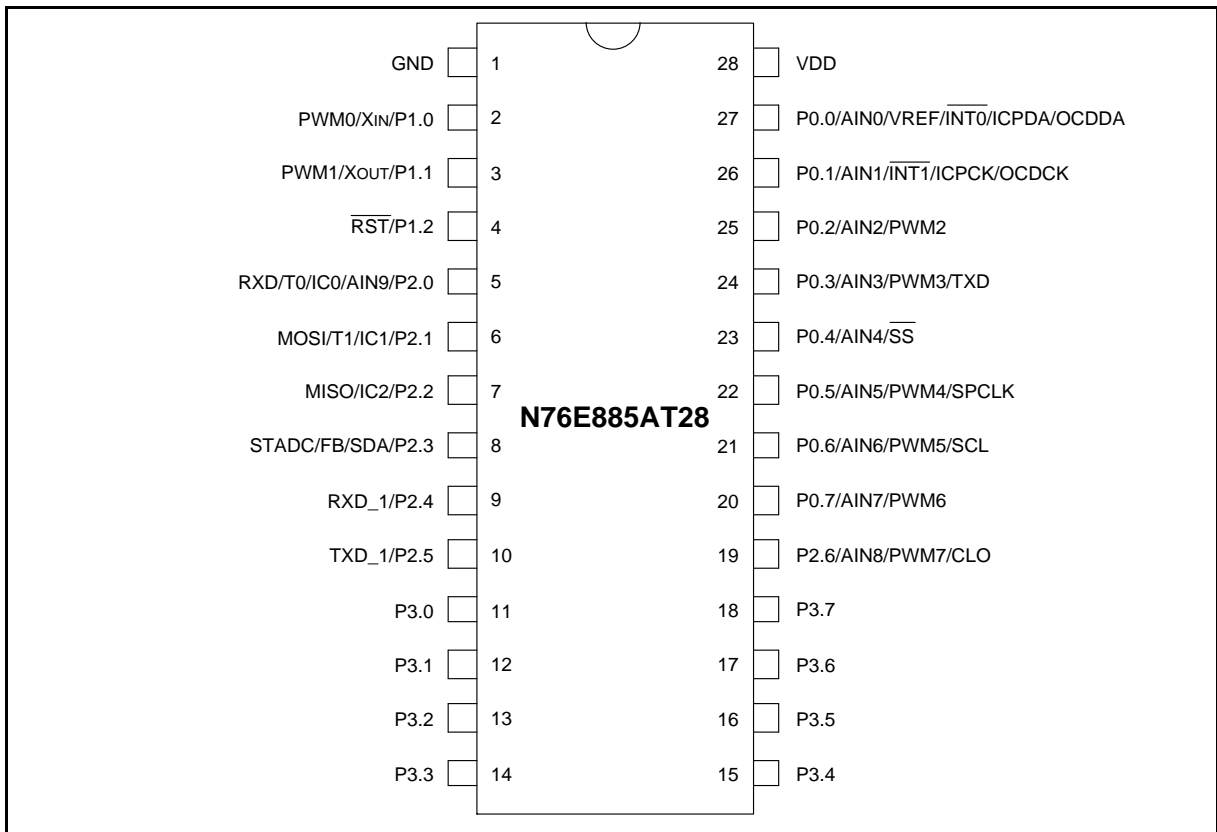 GND 1 28 VDD
PWM0/XIN/P1.0 2 27 P0.0/AIN0/VREF/INT0/ICPDA/OCDDA
PWM1/XOUT/P1.1 3 26 P0.1/AIN1/INT1/ICPCK/OCDCK
RST/P1.2 4 25 P0.2/AIN2/PWM2
RXD/T0/IC0/AIN9/P2.0 5 24 P0.3/AIN3/PWM3/TXD
MOSI/T1/IC1/P2.1 6 23 P0.4/AIN4/SS
MISO/IC2/P2.2 7 22 P0.5/AIN5/PWM4/SPCLK
N76E885AT28
STADC/FB/SDA/P2.3 8 21 P0.6/AIN6/PWM5/SCL
RXD_1/P2.4 9 20 P0.7/AIN7/PWM6
TXD_1/P2.5 10 19 P2.6/AIN8/PWM7/CLO
P3.0 11 18 P3.7
P3.1 12 17 P3.6
P3.2 13 16 P3.5
P3.3 14 15 P3.4